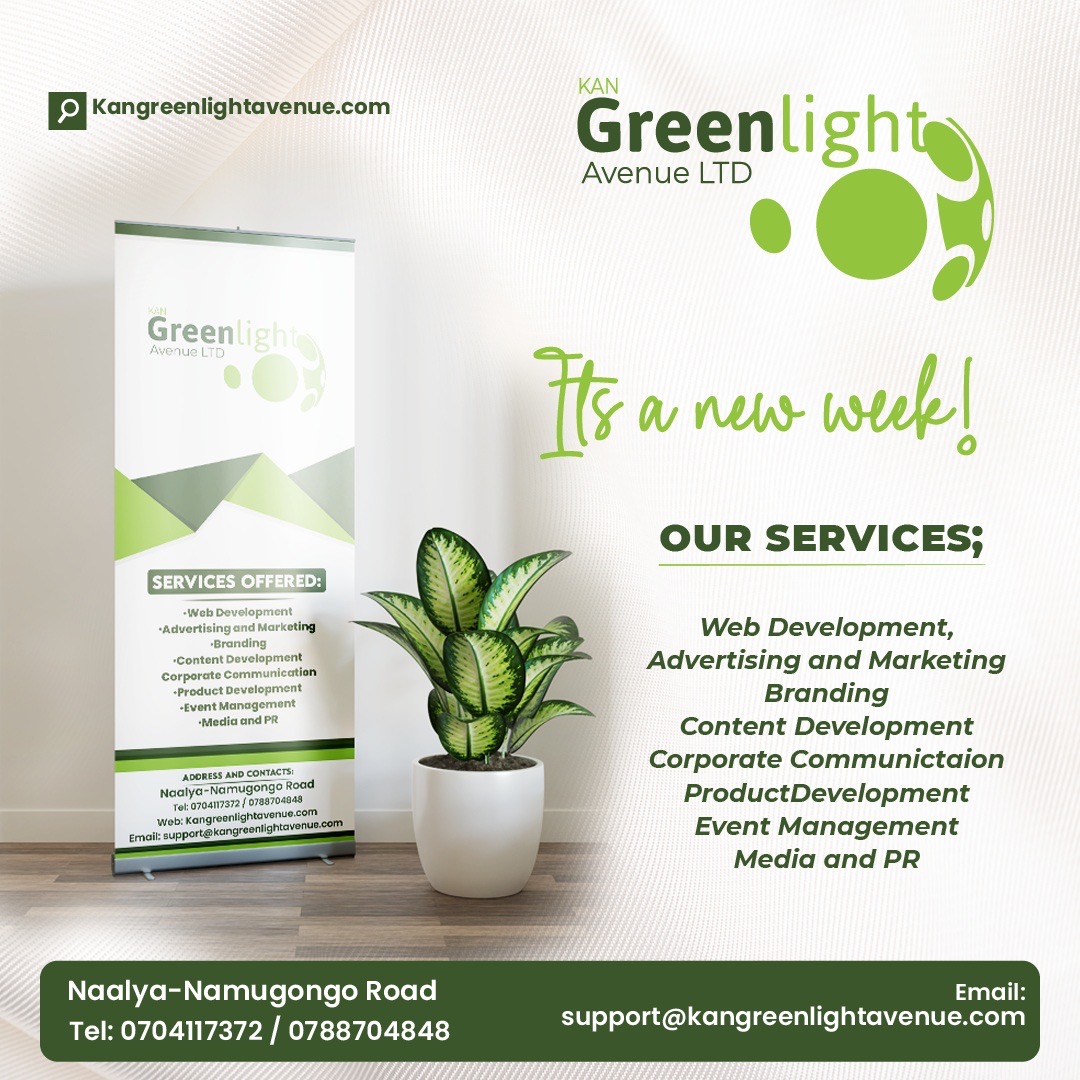 Kangreenlightavenue.com
KAN
Greenlight
Avenue LTD
KAN
Greenlight
Avenue LTD
SERVICES OFFERED:
•Web Development
•Advertising and Marketing
•Branding
•Content Development
Corporate Communication
•Product Development
•Event Management
•Media and PR
ADDRESS AND CONTACTS:
Naalya-Namugongo Road
Tel: 0704117372 / 0788704848
Web: Kangreenlightavenue.com
Email: support@kangreenlightavenue.com
Its a new week!
OUR SERVICES;
Web Development,
Advertising and Marketing
Branding
Content Development
Corporate Communictaion
ProductDevelopment
Event Management
Media and PR
Naalya-Namugongo Road
Tel: 0704117372 / 0788704848
Email:
support@kangreenlightavenue.com